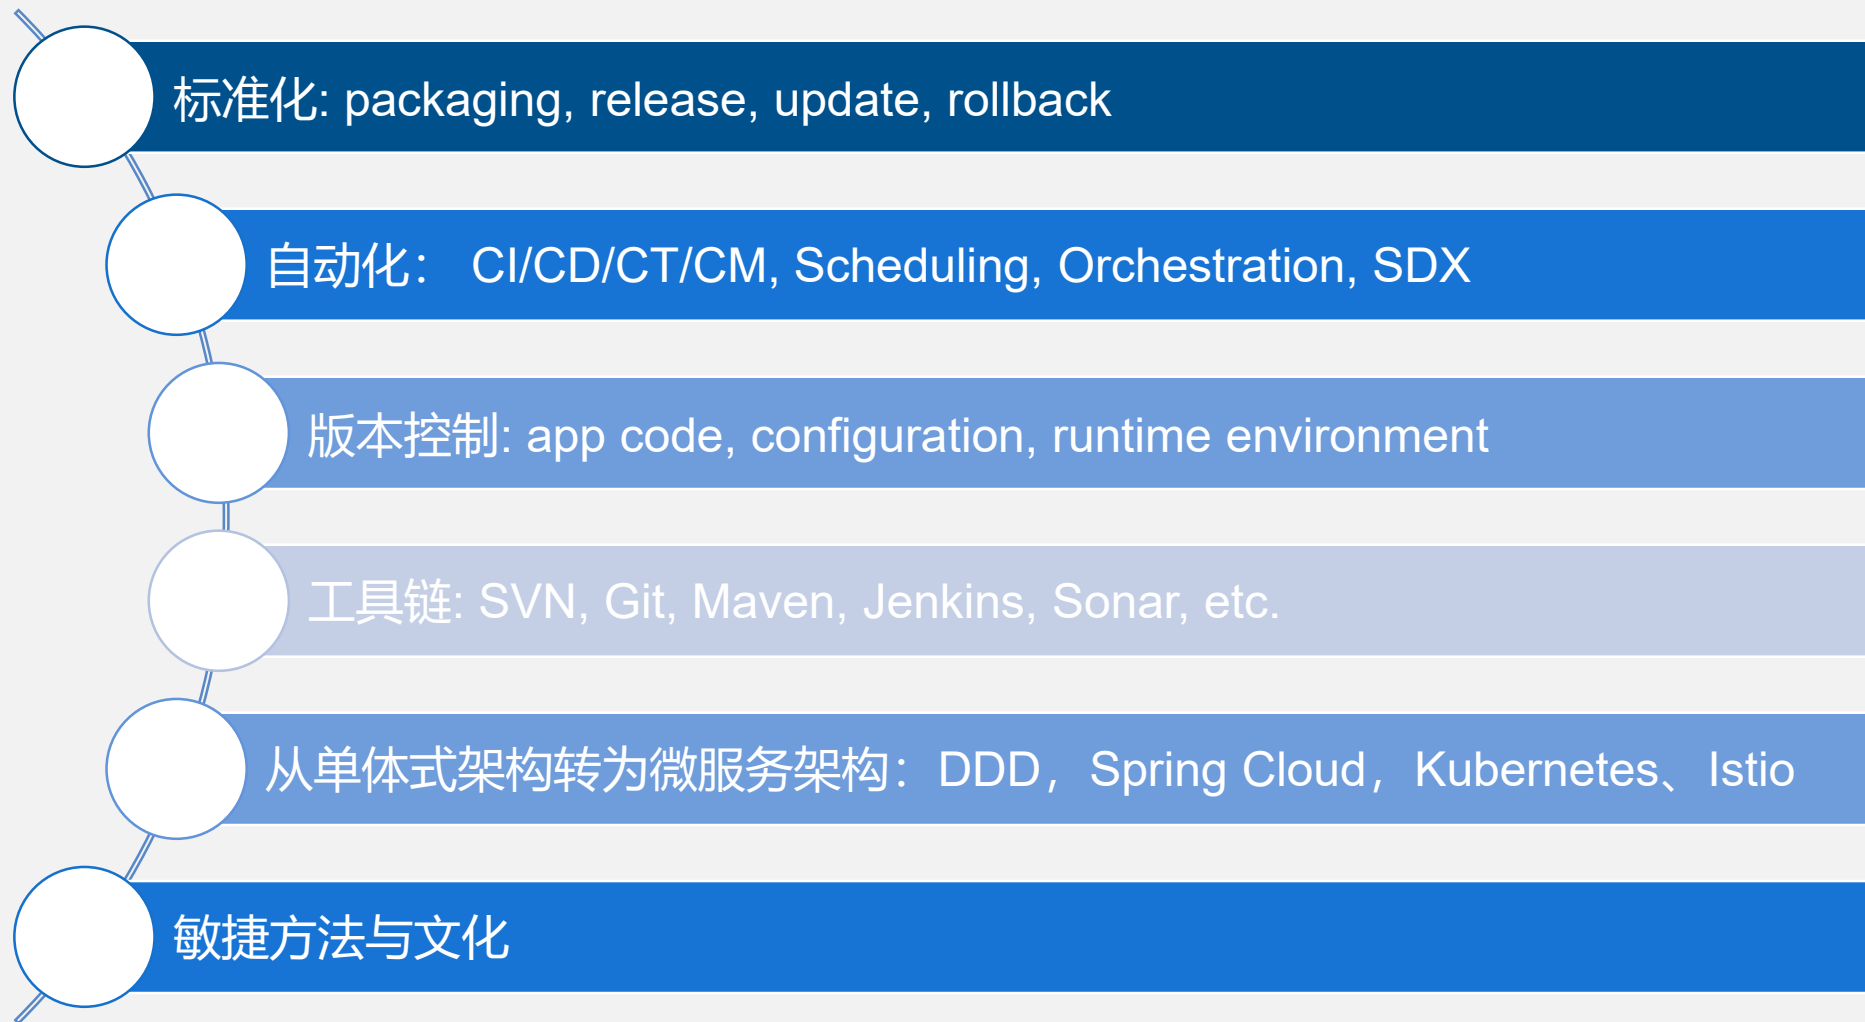 标准化: packaging, release, update, rollback
自动化： CI/CD/CT/CM, Scheduling, Orchestration, SDX
版本控制: app code, configuration, runtime environment
工具链: SVN, Git, Maven, Jenkins, Sonar, etc.
从单体式架构转为微服务架构：DDD，Spring Cloud，Kubernetes、Istio
敏捷方法与文化